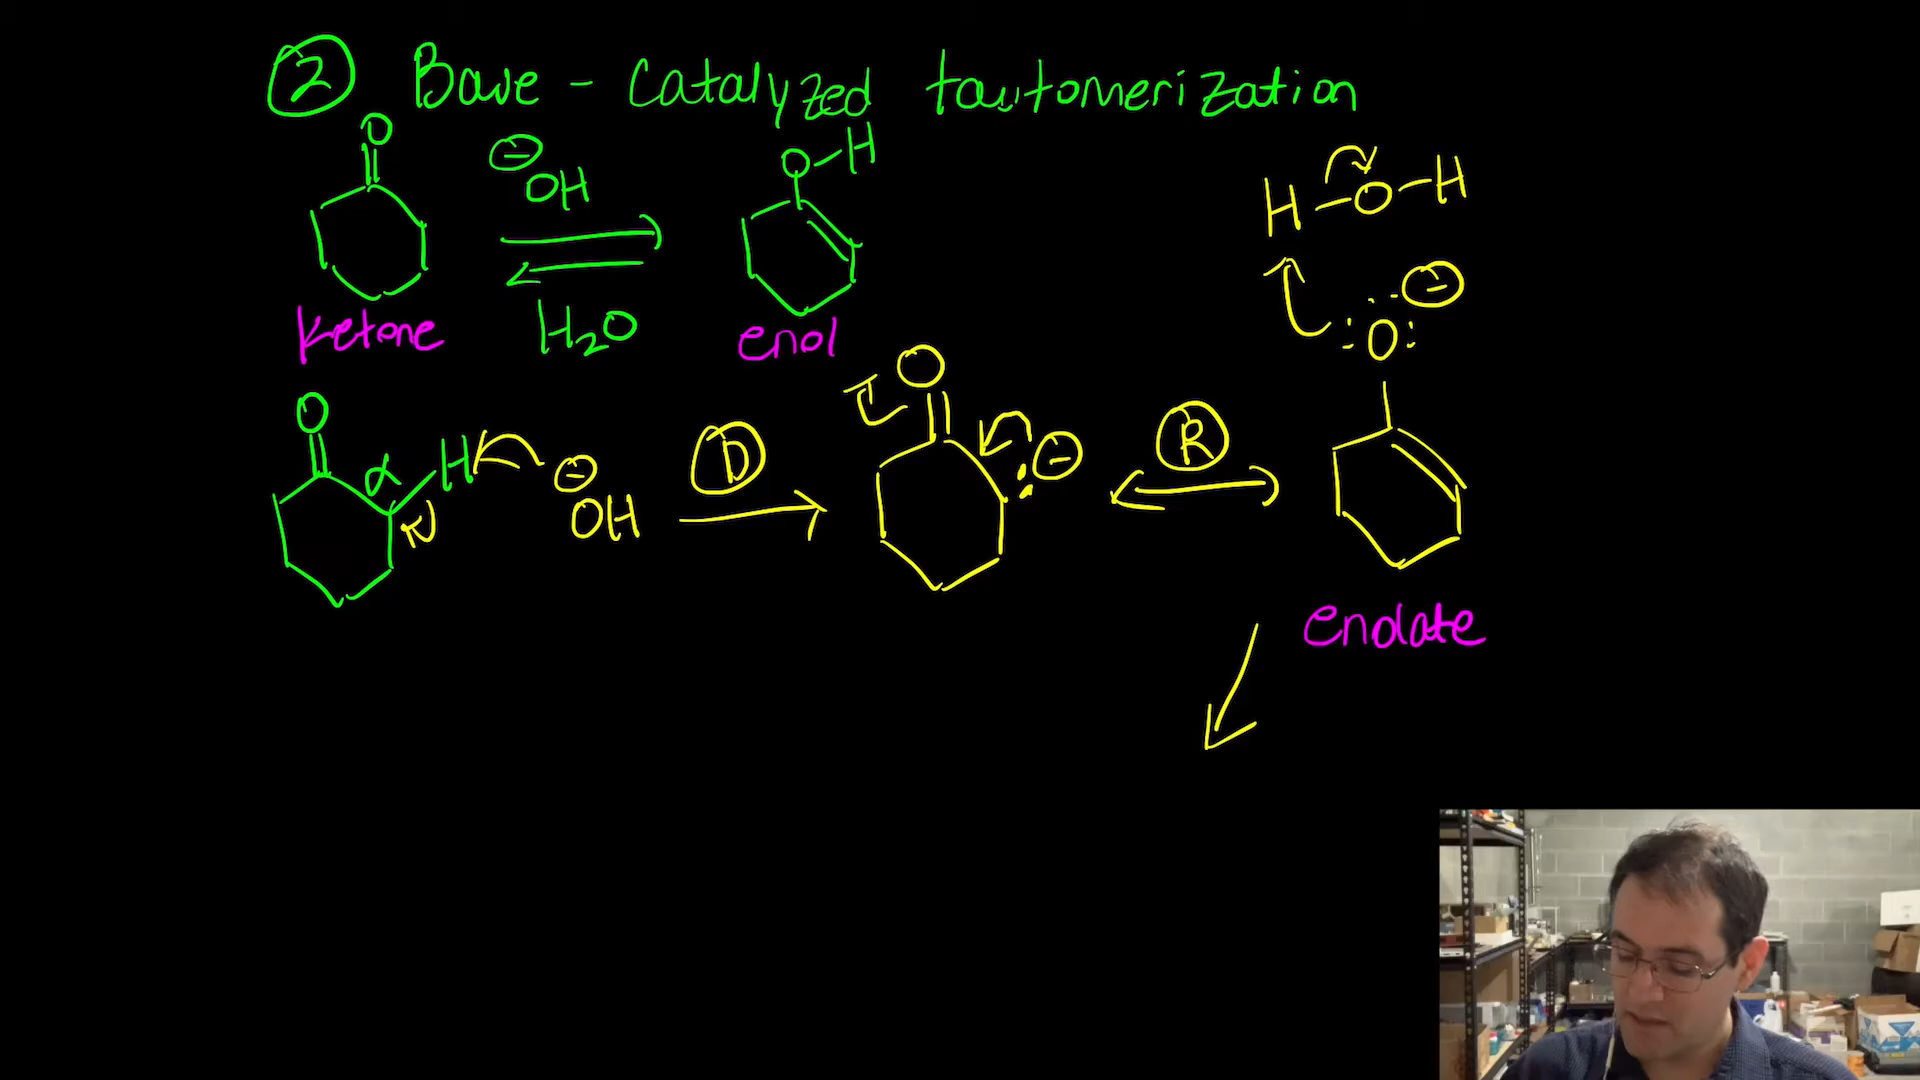 ② Base-catalyzed tautomerization
O ⊖ OH O-H
H-O-H
H₂O
ketone enol
:O: ⊖
O α H ⊖ OH D O : ⊖ R
enolate